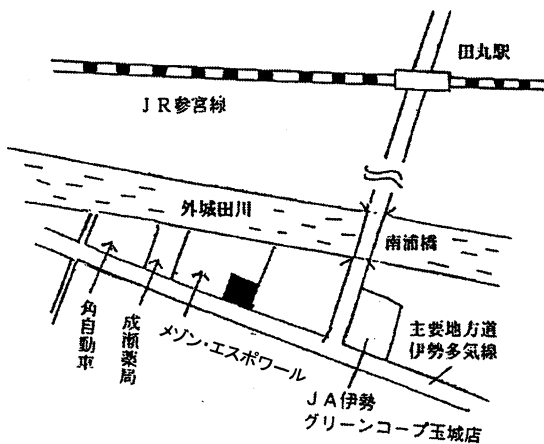 田丸駅
JR参宮線
外城田川
南浦橋
角自動車
成瀬薬局
メゾン・エスポワール
主要地方道
伊勢多気線
JA伊勢
グリーンコープ玉城店